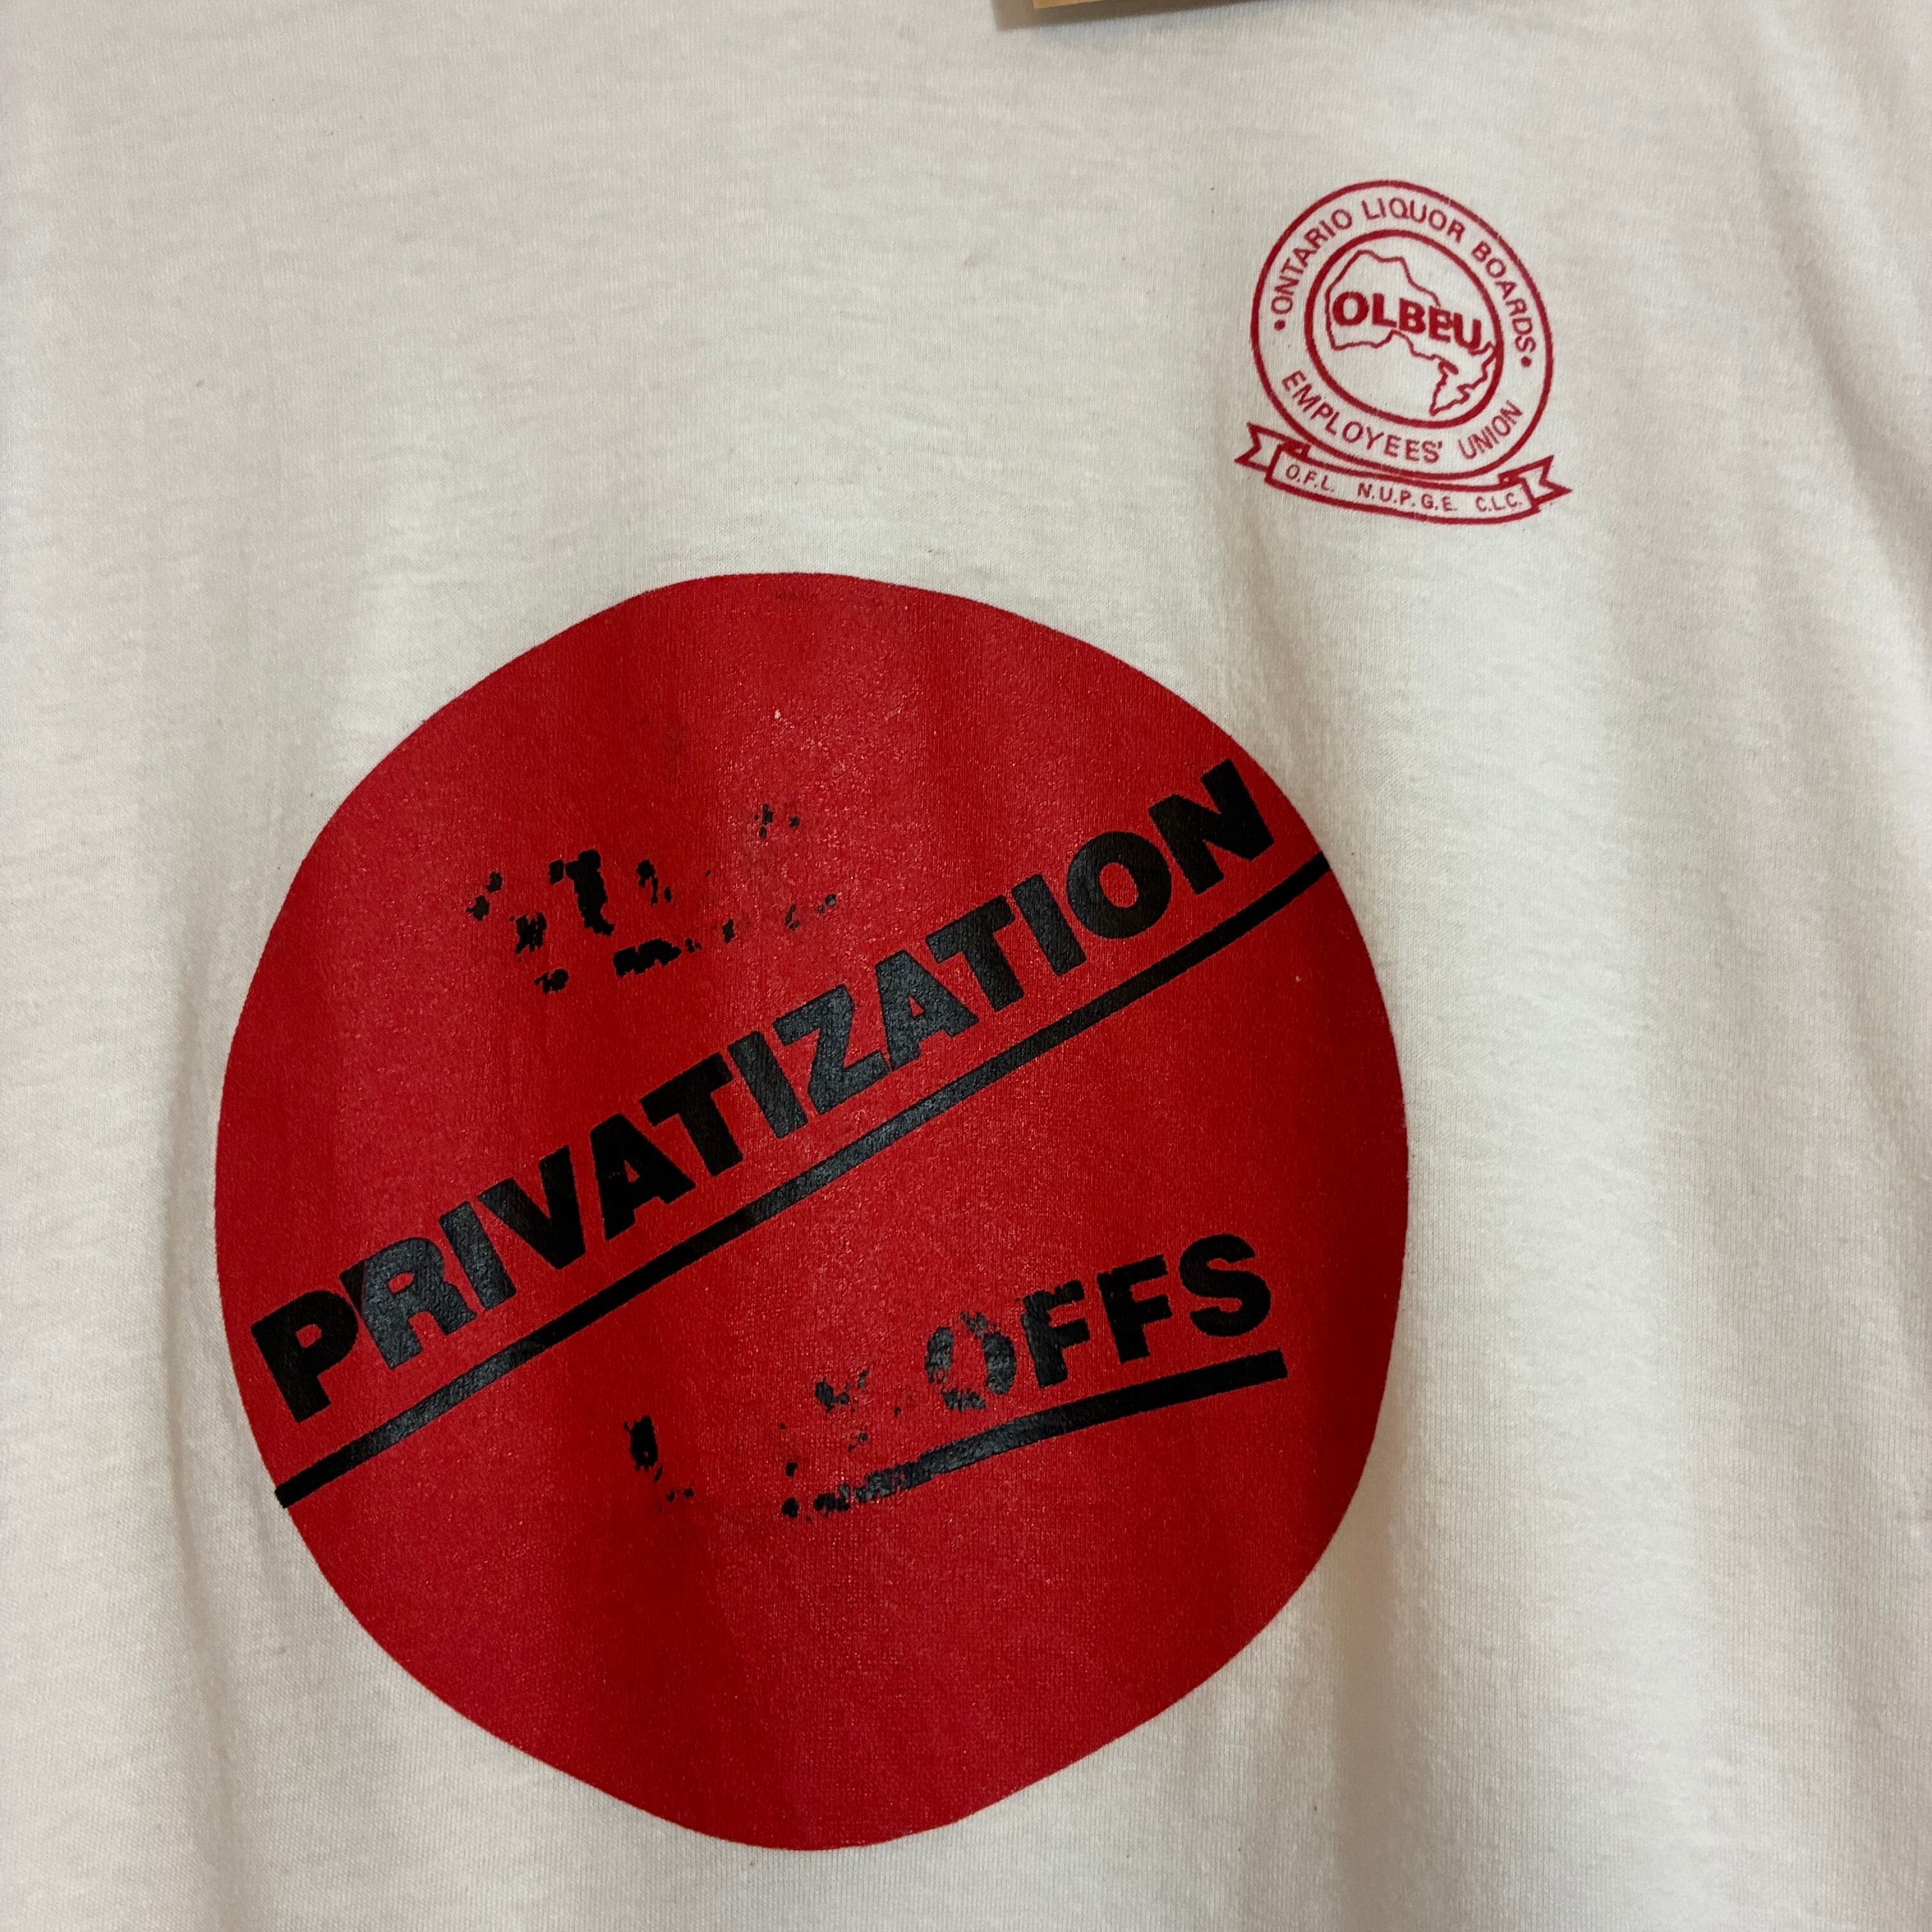 • ONTARIO LIQUOR BOARDS •
OLBEU
EMPLOYEES' UNION
O.F.L. N.U.P.G.E. C.L.C.
PRIVATIZATION
OFFS